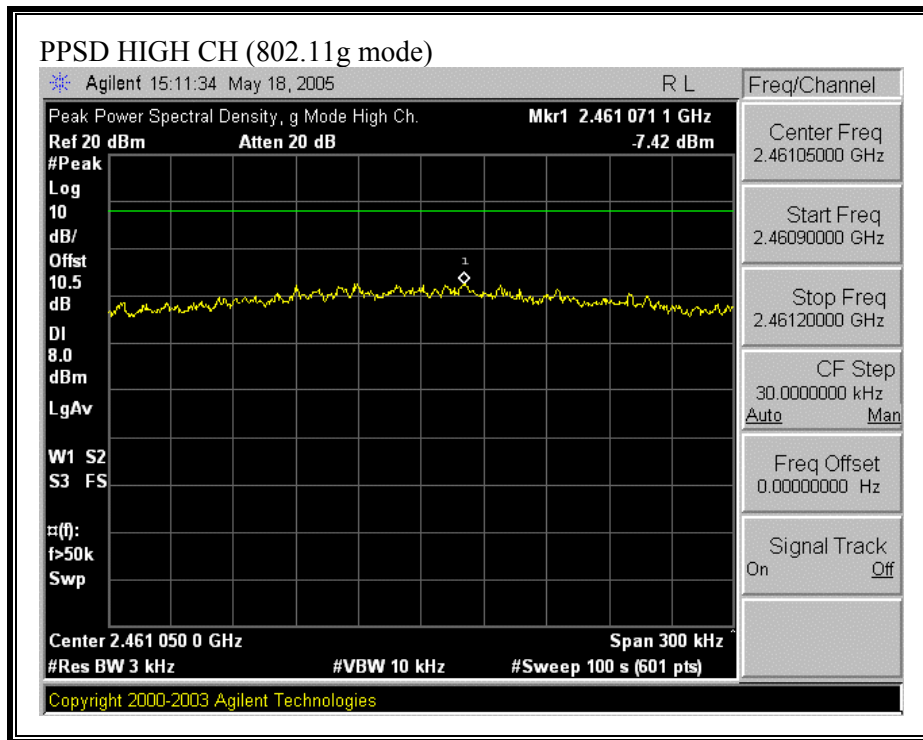 PPSD HIGH CH (802.11g mode)
Agilent 15:11:34 May 18, 2005 R L
Freq/Channel
Peak Power Spectral Density, g Mode High Ch. Mkr1 2.461 071 1 GHz
Ref 20 dBm Atten 20 dB -7.42 dBm
#Peak
Log
10
dB/
Offst
10.5
dB
DI
8.0
dBm
LgAv
W1 S2
S3 FS
¤(f):
f>50k
Swp
1
Center 2.461 050 0 GHz Span 300 kHz
#Res BW 3 kHz #VBW 10 kHz #Sweep 100 s (601 pts)
Center Freq
2.46105000 GHz
Start Freq
2.46090000 GHz
Stop Freq
2.46120000 GHz
CF Step
30.0000000 kHz
Auto Man
Freq Offset
0.00000000 Hz
Signal Track
On Off
Copyright 2000-2003 Agilent Technologies